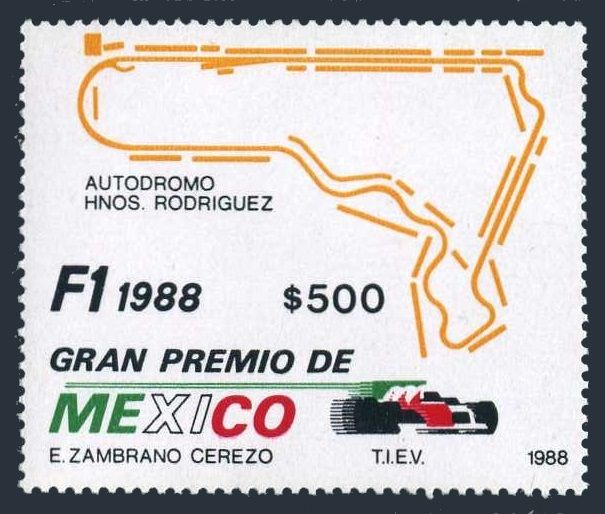 AUTODROMO
HNOS. RODRIGUEZ
F1 1988 $500
GRAN PREMIO DE
MEXICO
E. ZAMBRANO CEREZO T.I.E.V. 1988